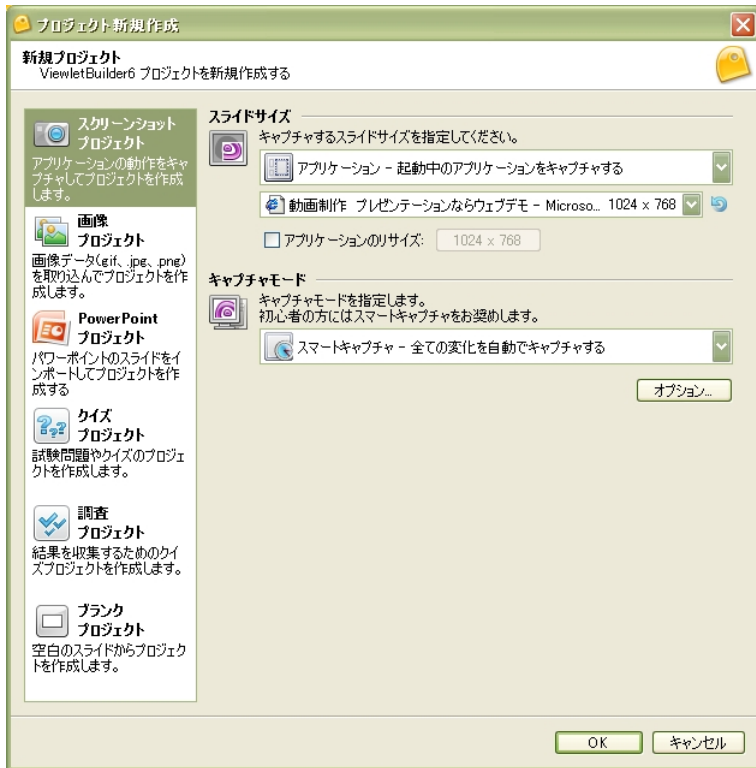 プロジェクト新規作成
新規プロジェクト
ViewletBuilder6 プロジェクトを新規作成する
スクリーンショット
プロジェクト
アプリケーションの動作をキャ
プチャしてプロジェクトを作成
します。
画像
プロジェクト
画像データ(gif、.jpg、.png)
を取り込んでプロジェクトを作
成します。
PowerPoint
プロジェクト
パワーポイントのスライドをイ
ンポートしてプロジェクトを作
成する
クイズ
プロジェクト
試験問題やクイズのプロジェ
クトを作成します。
調査
プロジェクト
結果を収集するためのクイ
ズプロジェクトを作成します。
ブランク
プロジェクト
空白のスライドからプロジェク
トを作成します。
スライドサイズ
キャプチャするスライドサイズを指定してください。
アプリケーション - 起動中のアプリケーションをキャプチャする
動画制作 プレゼンテーションならウェブデモ - Microso... 1024 x 768
アプリケーションのリサイズ: 1024 x 768
キャプチャモード
キャプチャモードを指定します。
初心者の方にはスマートキャプチャをお奨めします。
スマートキャプチャ - 全ての変化を自動でキャプチャする
オプション...
OK
キャンセル